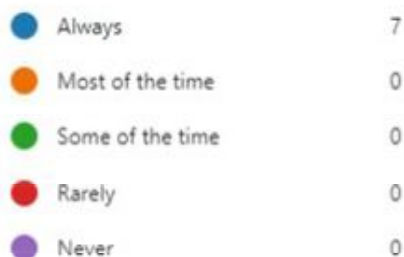 Always 7
Most of the time 0
Some of the time 0
Rarely 0
Never 0